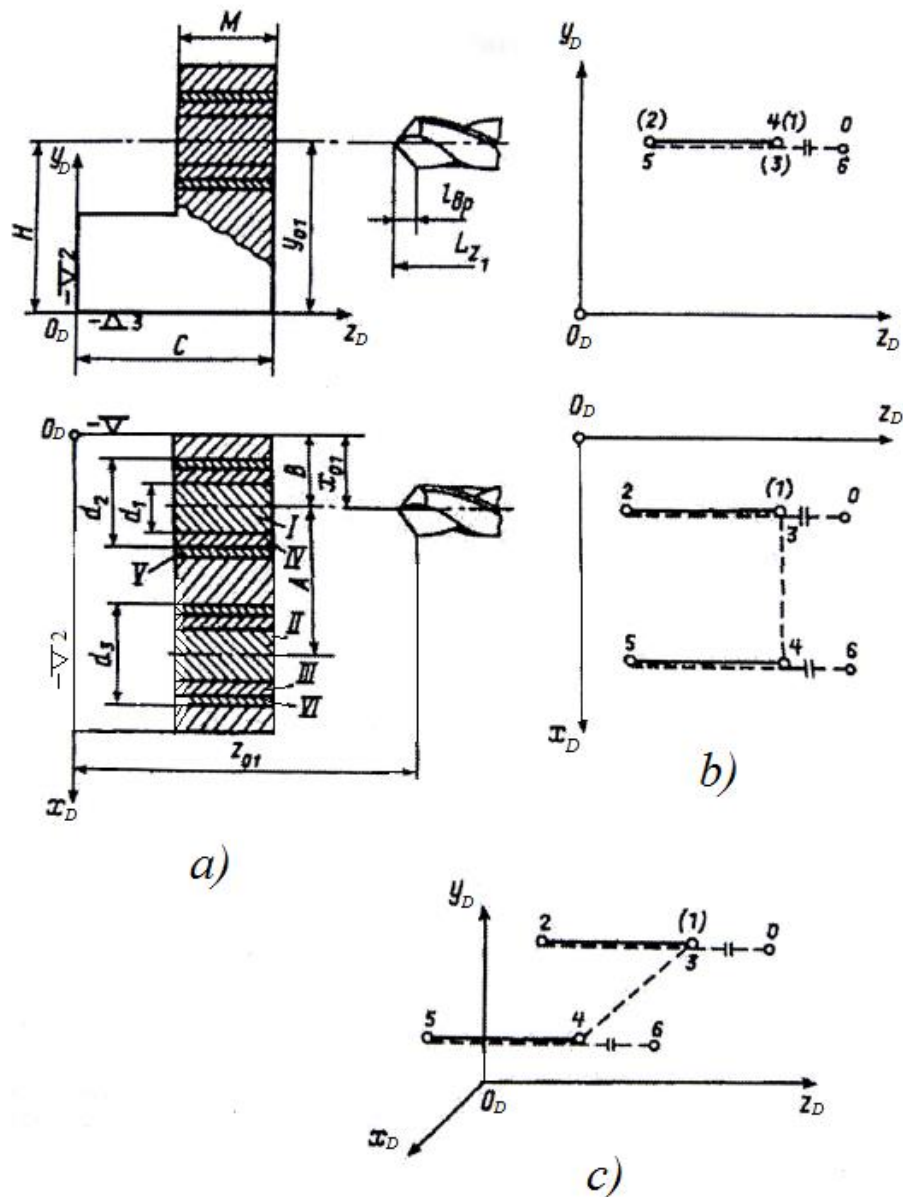 M
y_D
H
y_01
l_Вр
L_Z1
2
3
O_D
C
z_D
y_D
(2)
4(1)
0
5
(3)
6
O_D
z_D
O_D
B
x_01
d_2
d_1
I
IV
V
A
II
d_3
III
VI
2
z_01
x_D
a)
O_D
z_D
2
(1)
0
3
5
4
6
x_D
b)
y_D
2
(1)
0
3
5
4
6
O_D
z_D
x_D
c)